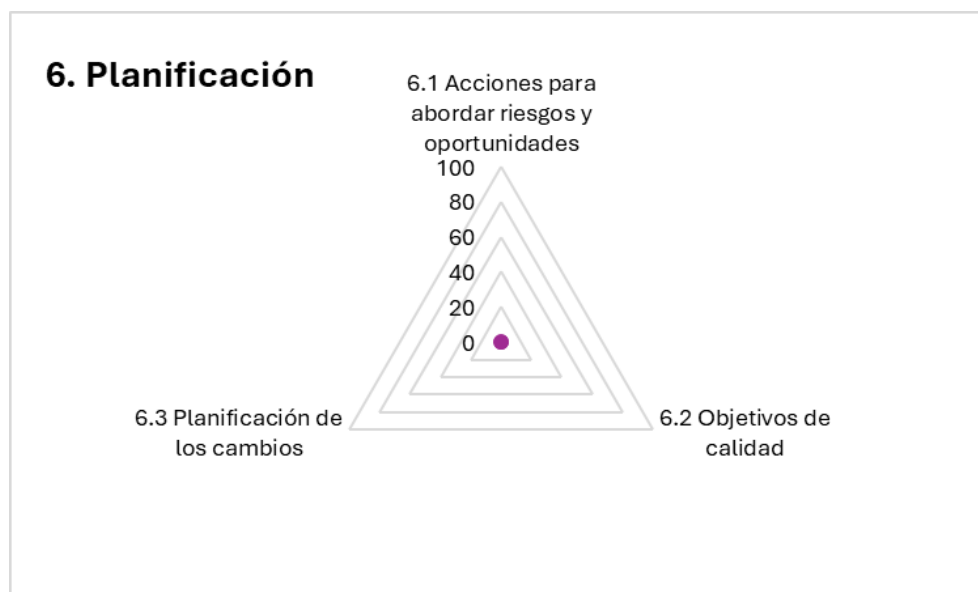 6. Planificación
6.1 Acciones para
abordar riesgos y
oportunidades
100
80
60
40
20
0
6.3 Planificación de
los cambios
6.2 Objetivos de
calidad